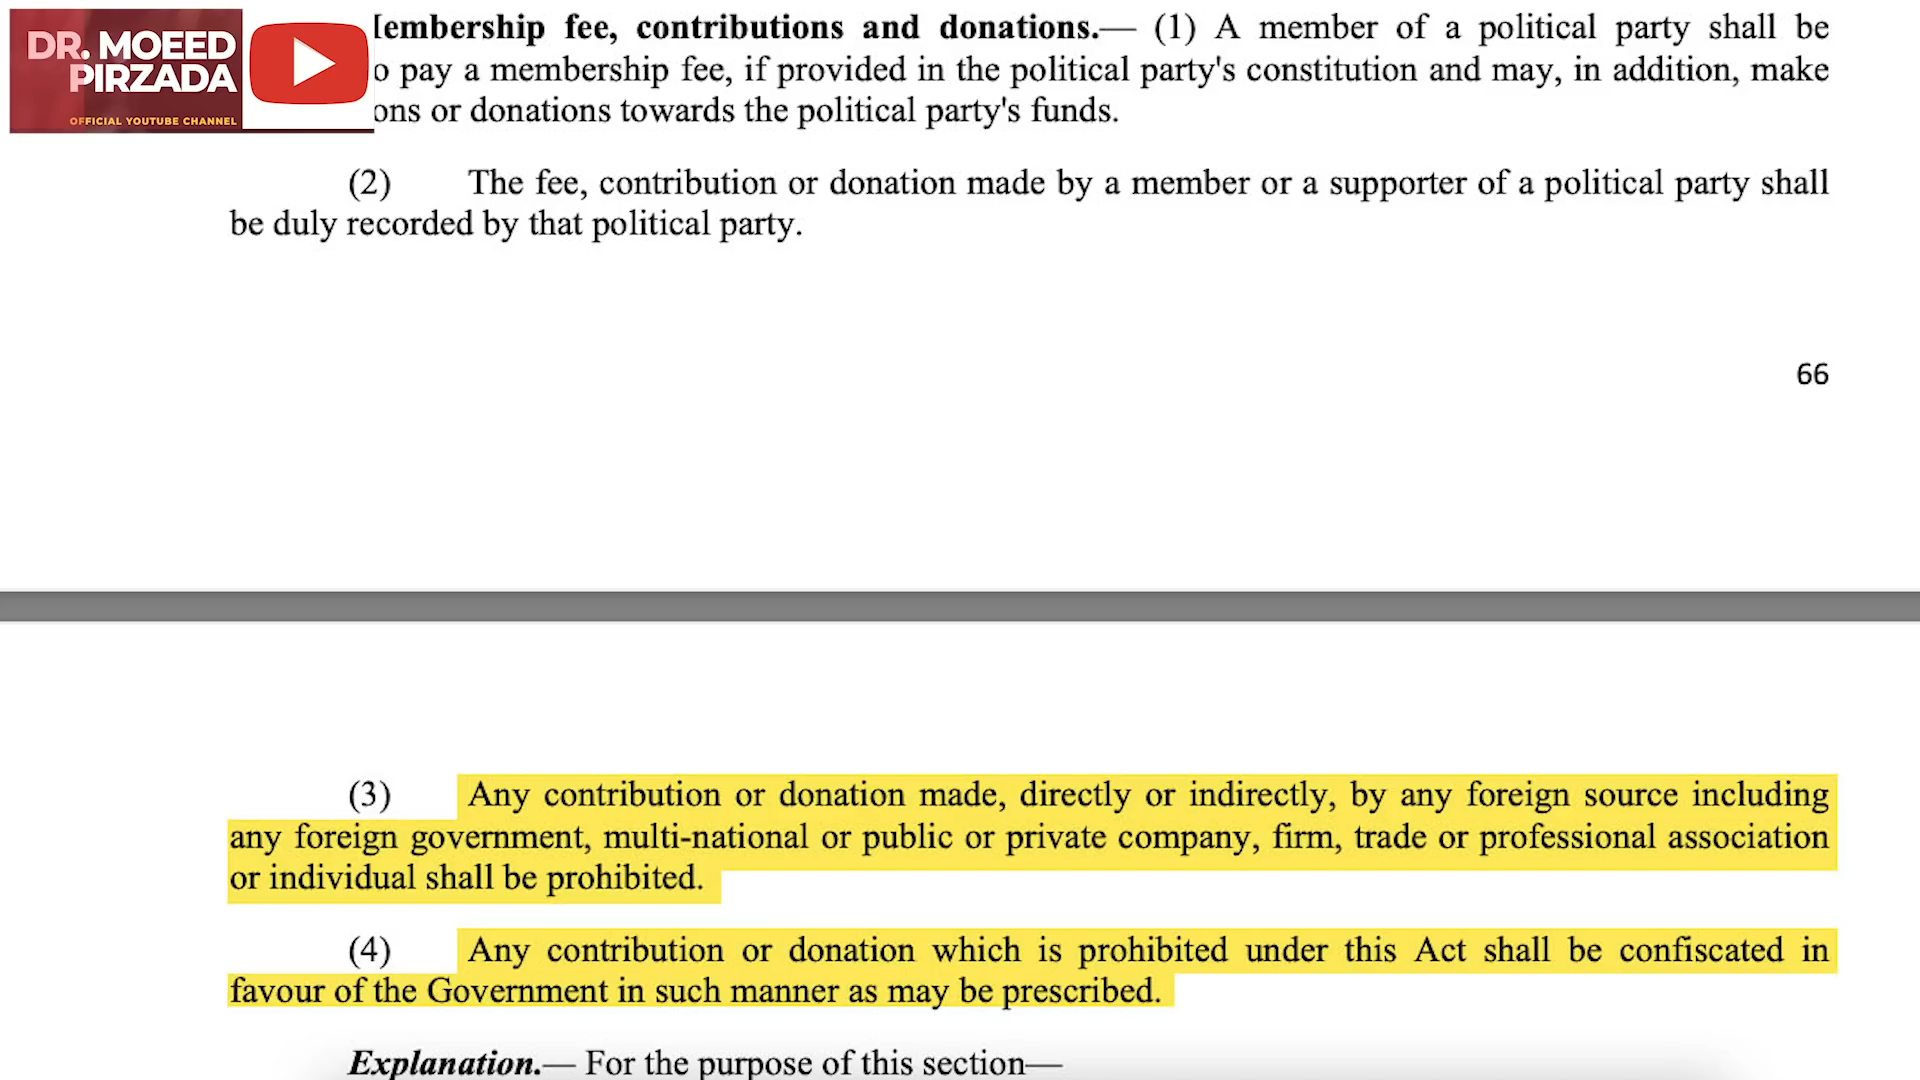 DR. MOEED
PIRZADA
OFFICIAL YOUTUBE CHANNEL
embership fee, contributions and donations.— (1) A member of a political party shall be
o pay a membership fee, if provided in the political party's constitution and may, in addition, make
ons or donations towards the political party's funds.
(2) The fee, contribution or donation made by a member or a supporter of a political party shall
be duly recorded by that political party.
66
(3) Any contribution or donation made, directly or indirectly, by any foreign source including
any foreign government, multi-national or public or private company, firm, trade or professional association
or individual shall be prohibited.
(4) Any contribution or donation which is prohibited under this Act shall be confiscated in
favour of the Government in such manner as may be prescribed.
Explanation.— For the purpose of this section—